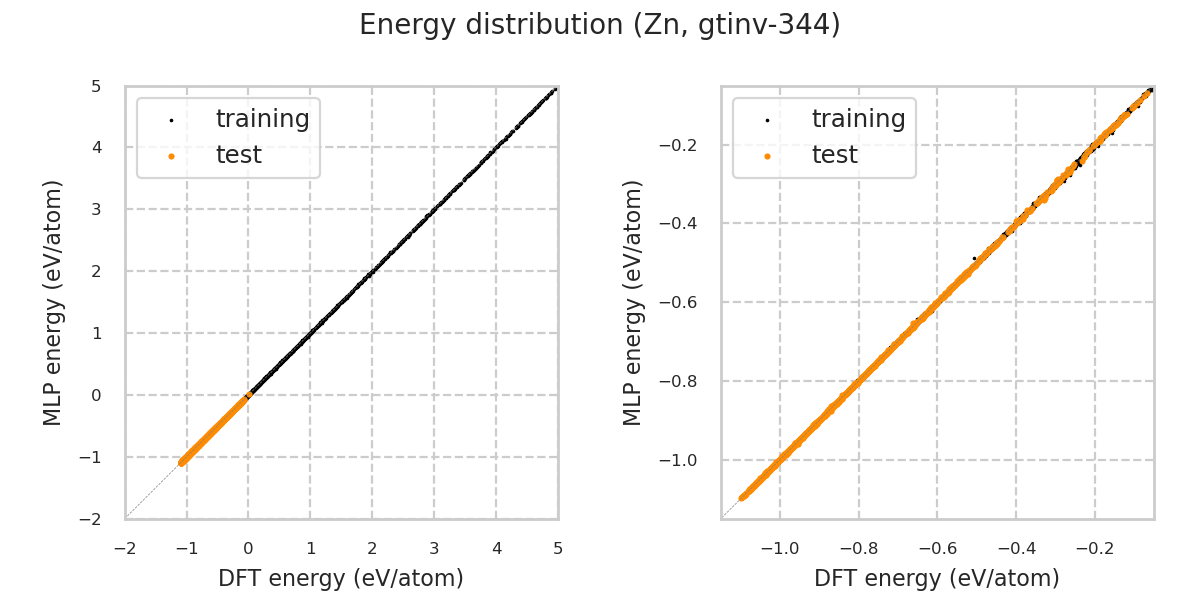 Energy distribution (Zn, gtinv-344)
training
test
MLP energy (eV/atom)
5
4
3
2
1
0
−1
−2
−2 −1 0 1 2 3 4 5
DFT energy (eV/atom)
training
test
MLP energy (eV/atom)
−0.2
−0.4
−0.6
−0.8
−1.0
−1.0 −0.8 −0.6 −0.4 −0.2
DFT energy (eV/atom)